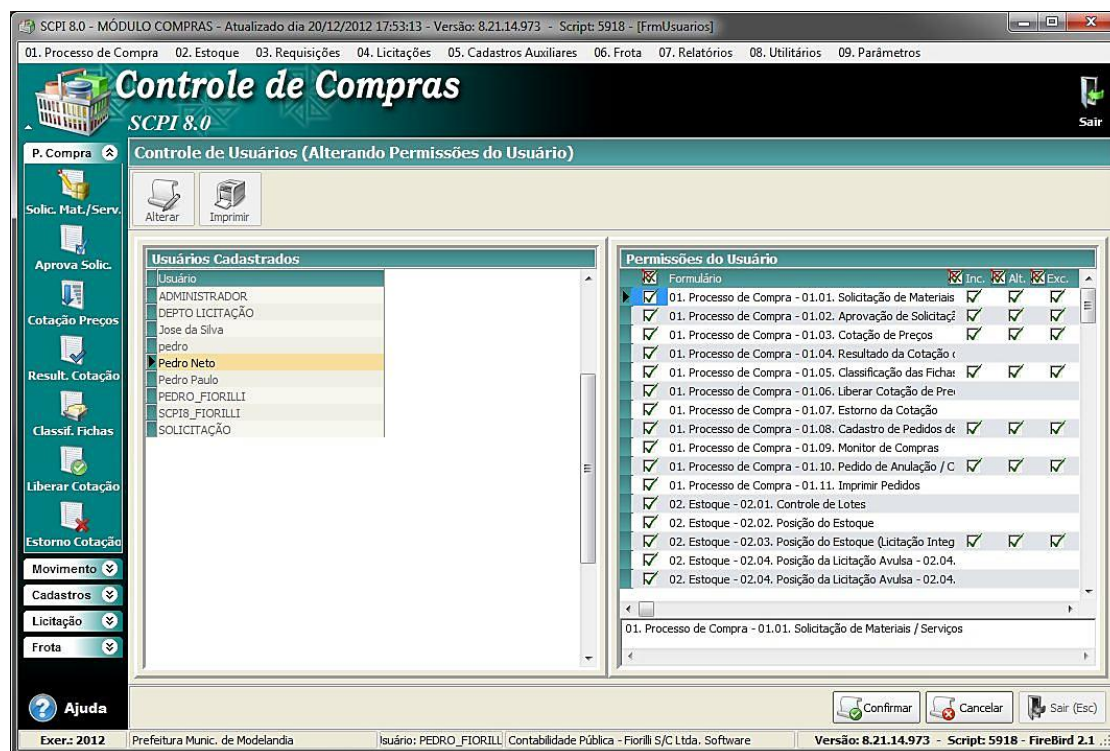 SCPI 8.0 - MÓDULO COMPRAS - Atualizado dia 20/12/2012 17:53:13 - Versão: 8.21.14.973 - Script: 5918 - [FrmUsuarios]
01. Processo de Compra 02. Estoque 03. Requisições 04. Licitações 05. Cadastros Auxiliares 06. Frota 07. Relatórios 08. Utilitários 09. Parâmetros
Controle de Compras
SCPI 8.0
Sair
P. Compra
Controle de Usuários (Alterando Permissões do Usuário)
Solic. Mat./Serv.
Alterar
Imprimir
Aprova Solic.
Cotação Preços
Result. Cotação
Classif. Fichas
Liberar Cotação
Estorno Cotação
Movimento
Cadastros
Licitação
Frota
Ajuda
Usuários Cadastrados
Usuário
ADMINISTRADOR
DEPTO LICITAÇÃO
Jose da Silva
pedro
Pedro Neto
Pedro Paulo
PEDRO_FIORILLI
SCPI8_FIORILLI
SOLICITAÇÃO
Permissões do Usuário
Formulário Inc. Alt. Exc.
01. Processo de Compra - 01.01. Solicitação de Materiais
01. Processo de Compra - 01.02. Aprovação de Solicitaçã
01. Processo de Compra - 01.03. Cotação de Preços
01. Processo de Compra - 01.04. Resultado da Cotação
01. Processo de Compra - 01.05. Classificação das Fichas
01. Processo de Compra - 01.06. Liberar Cotação de Pre
01. Processo de Compra - 01.07. Estorno da Cotação
01. Processo de Compra - 01.08. Cadastro de Pedidos de
01. Processo de Compra - 01.09. Monitor de Compras
01. Processo de Compra - 01.10. Pedido de Anulação / C
01. Processo de Compra - 01.11. Imprimir Pedidos
02. Estoque - 02.01. Controle de Lotes
02. Estoque - 02.02. Posição do Estoque
02. Estoque - 02.03. Posição do Estoque (Licitação Integ
02. Estoque - 02.04. Posição da Licitação Avulsa - 02.04.
02. Estoque - 02.04. Posição da Licitação Avulsa - 02.04.
01. Processo de Compra - 01.01. Solicitação de Materiais / Serviços
Confirmar
Cancelar
Sair (Esc)
Exer.: 2012 Prefeitura Munic. de Modelandia Isuário: PEDRO_FIORILL Contabilidade Pública - Fiorilli S/C Ltda. Software Versão: 8.21.14.973 - Script: 5918 - FireBird 2.1